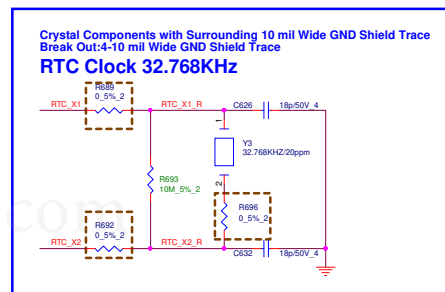 Crystal Components with Surrounding 10 mil Wide GND Shield Trace
Break Out:4-10 mil Wide GND Shield Trace
RTC Clock 32.768KHz
R689
0_5%_2
RTC_X1
RTC_X1_R
C626
18p/50V_4
1
Y3
32.768KHZ/20ppm
R693
10M_5%_2
2
R696
0_5%_2
com
R692
0_5%_2
RTC_X2
RTC_X2_R
C632
18p/50V_4